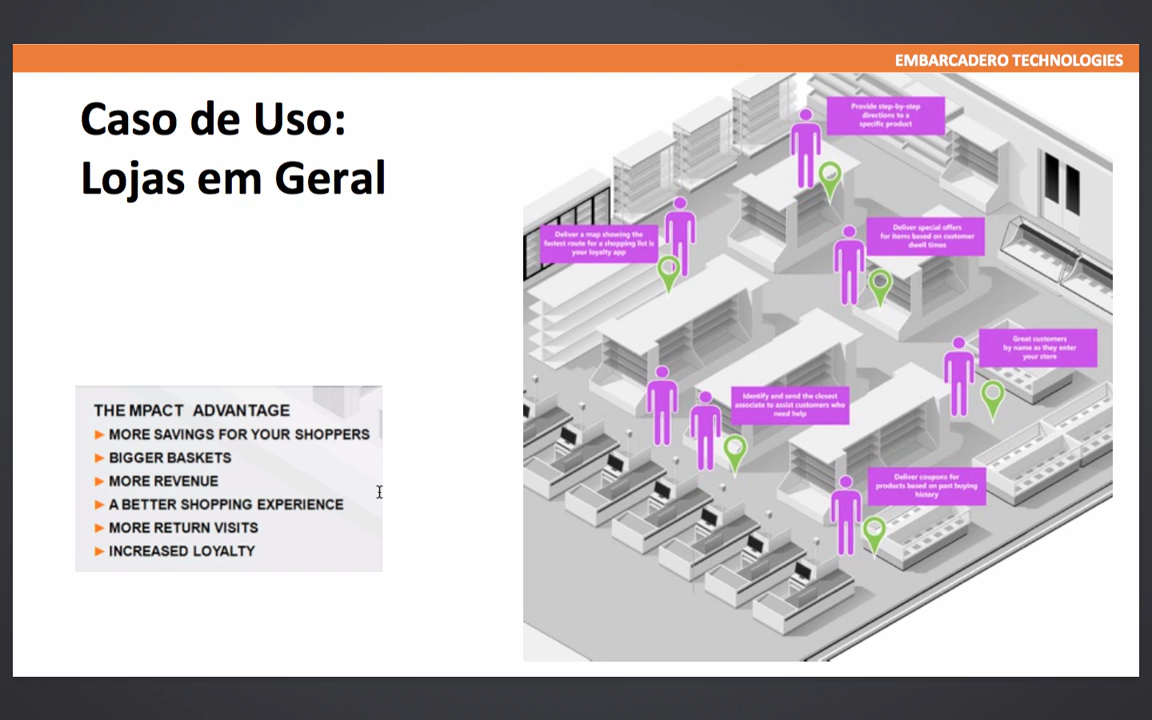 EMBARCADERO TECHNOLOGIES
Caso de Uso:
Lojas em Geral
THE MPACT ADVANTAGE
MORE SAVINGS FOR YOUR SHOPPERS
BIGGER BASKETS
MORE REVENUE
A BETTER SHOPPING EXPERIENCE
MORE RETURN VISITS
INCREASED LOYALTY
Provide step-by-step
directions to a
specific product
Deliver a map showing the
fastest route for a shopping list is
your loyalty app
Deliver special offers
for items based on customer
dwell times
Great customers
by name as they enter
your store
Identify and send the closest
associate to assist customers who
need help
Deliver coupons for
products based on past buying
history